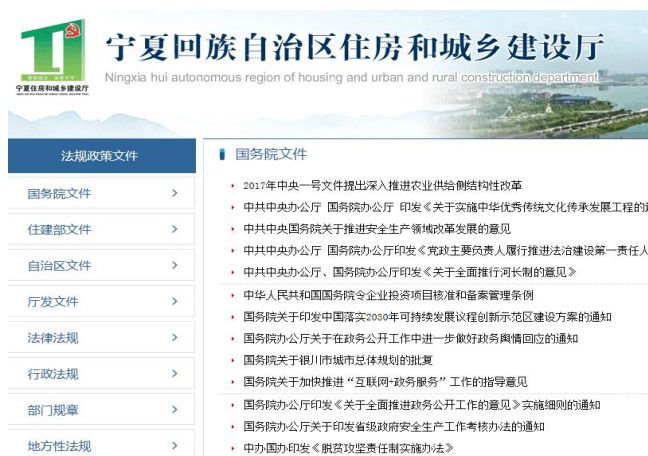 宁夏回族自治区住房和城乡建设厅
Ningxia hui autonomous region of housing and urban and rural construction department
宁夏住房和城乡建设厅
法规政策文件
国务院文件
住建部文件
自治区文件
厅发文件
法律法规
行政法规
部门规章
地方性法规
国务院文件
2017年中央一号文件提出深入推进农业供给侧结构性改革
中共中央办公厅 国务院办公厅 印发《关于实施中华优秀传统文化传承发展工程的
中共中央国务院关于推进安全生产领域改革发展的意见
中共中央办公厅 国务院办公厅印发《党政主要负责人履行推进法治建设第一责任人
中共中央办公厅、国务院办公厅印发《关于全面推行河长制的意见》
中华人民共和国国务院令企业投资项目核准和备案管理条例
国务院关于印发中国落实2030年可持续发展议程创新示范区建设方案的通知
国务院办公厅关于在政务公开工作中进一步做好政务舆情回应的通知
国务院关于银川市城市总体规划的批复
国务院关于加快推进“互联网+政务服务”工作的指导意见
国务院办公厅印发《关于全面推进政务公开工作的意见》实施细则的通知
国务院办公厅关于印发省级政府安全生产工作考核办法的通知
中办国办印发《脱贫攻坚责任制实施办法》